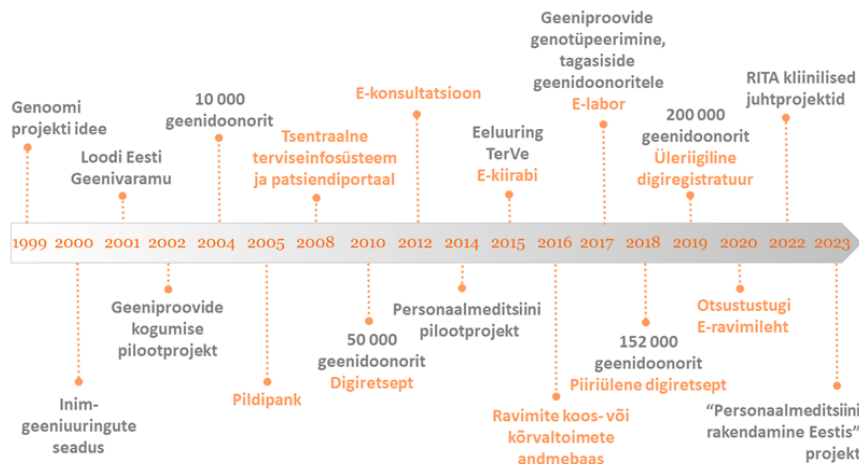 Genoomi
projekti idee
Loodi Eesti
Geenivaramu
10 000
geenidoonorit
Tsentraalne
terviseinfosüsteem
ja patsiendiportaal
E-konsultatsioon
Eeluuring
TerVe
E-kiirabi
Geeniproovide
genotüpeerimine,
tagasiside
geenidoonoritele
E-labor
200 000
geenidoonorit
Üleriigiline
digiregistratuur
RITA kliinilised
juhtprojektid
1999 2000 2001 2002 2004 2005 2008 2010 2012 2014 2015 2016 2017 2018 2019 2020 2022 2023
Inim-
geeniuuringute
seadus
Geeniproovide
kogumise
pilootprojekt
Pildipank
50 000
geenidoonorit
Digiretsept
Personaalmeditsiini
pilootprojekt
Ravimite koos- või
kõrvaltoimete
andmebaas
152 000
geenidoonorit
Piiriülene digiretsept
Otsustustugi
E-ravimileht
“Personaalmeditsiini
rakendamine Eestis”
projekt